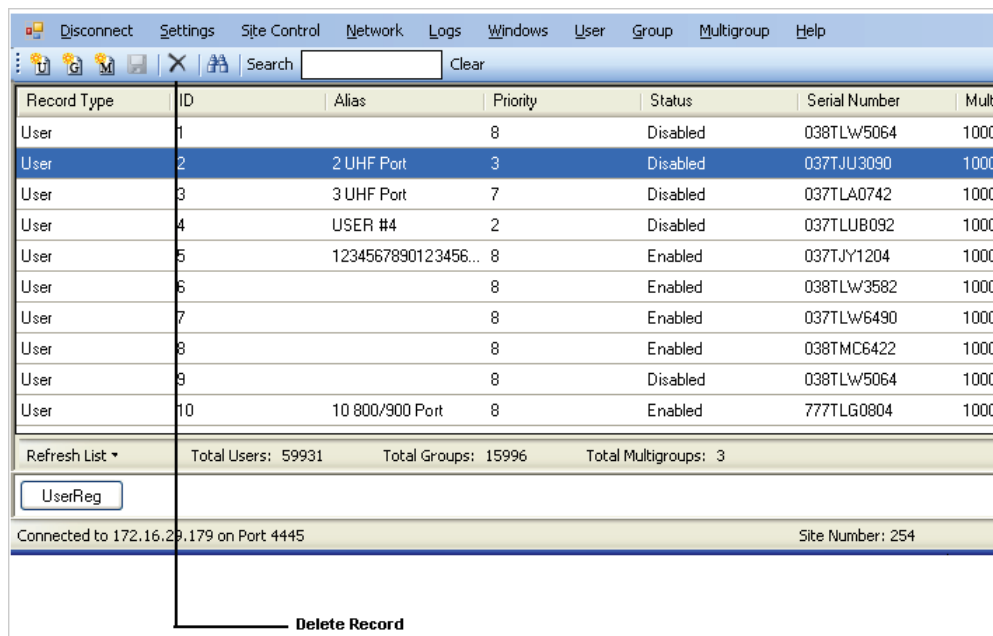 Disconnect Settings Site Control Network Logs Windows User Group Multigroup Help
U G M Search Clear
Record Type ID Alias Priority Status Serial Number Mult
User 1 8 Disabled 038TLW5064 1000
User 2 2 UHF Port 3 Disabled 037TJU3090 1000
User 3 3 UHF Port 7 Disabled 037TLA0742 1000
User 4 USER #4 2 Disabled 037TLUB092 1000
User 5 1234567890123456... 8 Enabled 037TJY1204 1000
User 6 8 Enabled 038TLW3582 1000
User 7 8 Enabled 037TLW6490 1000
User 8 8 Enabled 038TMC6422 1000
User 9 8 Disabled 038TLW5064 1000
User 10 10 800/900 Port 8 Enabled 777TLG0804 1000
Refresh List Total Users: 59931 Total Groups: 15996 Total Multigroups: 3
UserReg
Connected to 172.16.29.179 on Port 4445 Site Number: 254
Delete Record